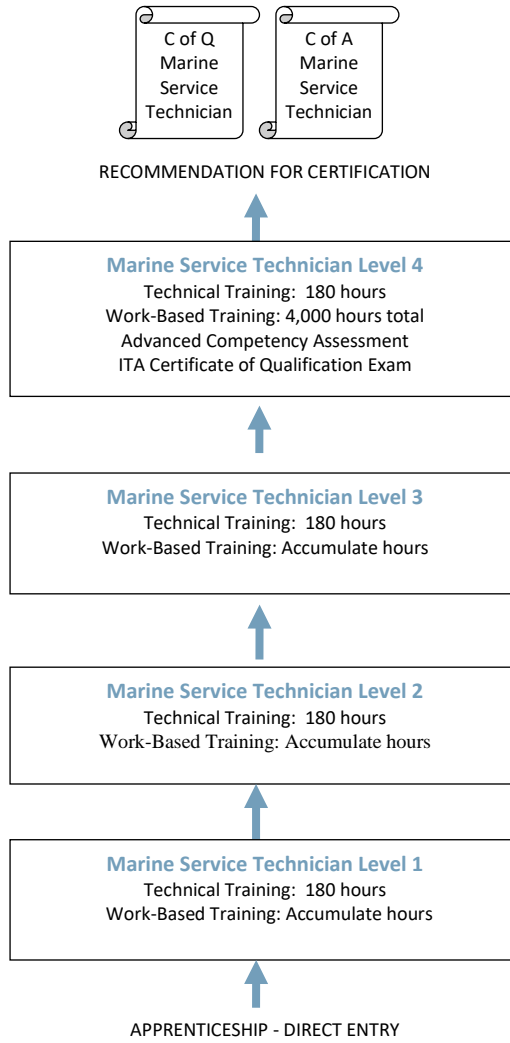 C of Q
Marine
Service
Technician
C of A
Marine
Service
Technician
RECOMMENDATION FOR CERTIFICATION
Marine Service Technician Level 4
Technical Training: 180 hours
Work-Based Training: 4,000 hours total
Advanced Competency Assessment
ITA Certificate of Qualification Exam
Marine Service Technician Level 3
Technical Training: 180 hours
Work-Based Training: Accumulate hours
Marine Service Technician Level 2
Technical Training: 180 hours
Work-Based Training: Accumulate hours
Marine Service Technician Level 1
Technical Training: 180 hours
Work-Based Training: Accumulate hours
APPRENTICESHIP - DIRECT ENTRY